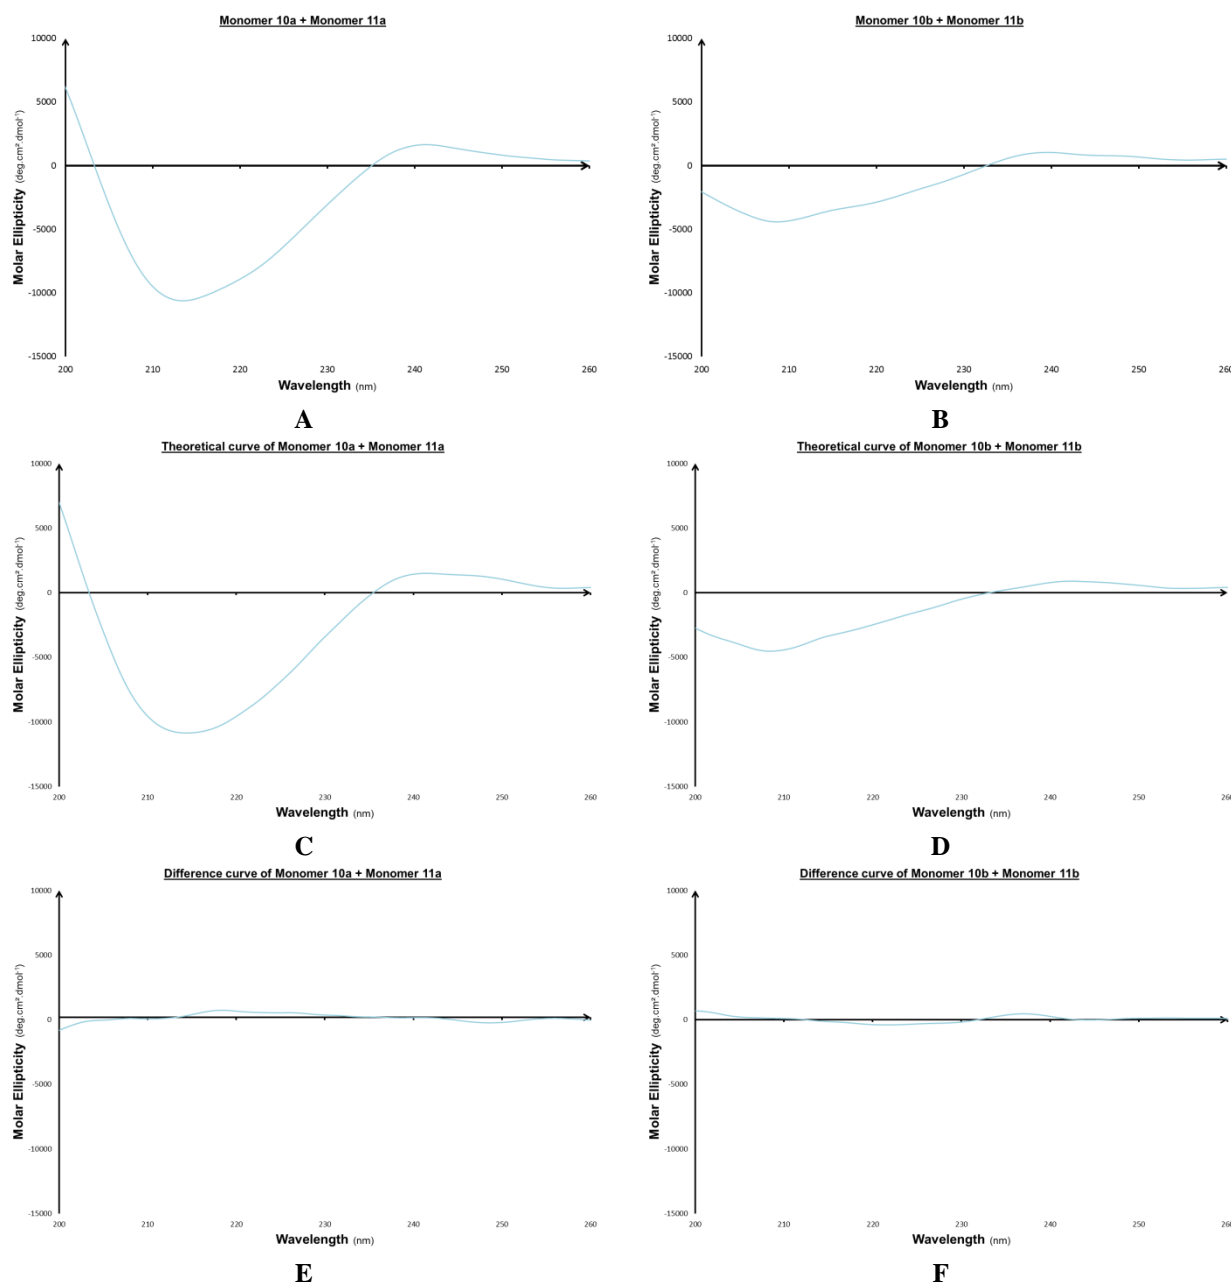 Monomer 10a + Monomer 11a
10000
5000
0
-5000
-10000
-15000
Molar Ellipticity (deg.cm².dmol⁻¹)
200 210 220 230 240 250 260
Wavelength (nm)
A
Monomer 10b + Monomer 11b
10000
5000
0
-5000
-10000
-15000
Molar Ellipticity (deg.cm².dmol⁻¹)
200 210 220 230 240 250 260
Wavelength (nm)
B
Theoretical curve of Monomer 10a + Monomer 11a
10000
5000
0
-5000
-10000
-15000
Molar Ellipticity (deg.cm².dmol⁻¹)
200 210 220 230 240 250 260
Wavelength (nm)
C
Theoretical curve of Monomer 10b + Monomer 11b
10000
5000
0
-5000
-10000
-15000
Molar Ellipticity (deg.cm².dmol⁻¹)
200 210 220 230 240 250 260
Wavelength (nm)
D
Difference curve of Monomer 10a + Monomer 11a
10000
5000
0
-5000
-10000
-15000
Molar Ellipticity (deg.cm².dmol⁻¹)
200 210 220 230 240 250 260
Wavelength (nm)
E
Difference curve of Monomer 10b + Monomer 11b
10000
5000
0
-5000
-10000
-15000
Molar Ellipticity (deg.cm².dmol⁻¹)
200 210 220 230 240 250 260
Wavelength (nm)
F